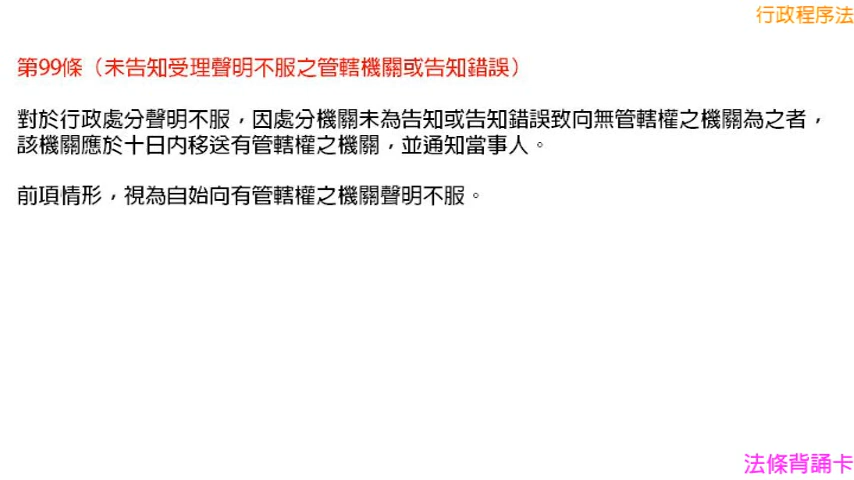 行政程序法
第99條（未告知受理聲明不服之管轄機關或告知錯誤）
對於行政處分聲明不服，因處分機關未為告知或告知錯誤致向無管轄權之機關為之者，
該機關應於十日內移送有管轄權之機關，並通知當事人。
前項情形，視為自始向有管轄權之機關聲明不服。
法條背誦卡